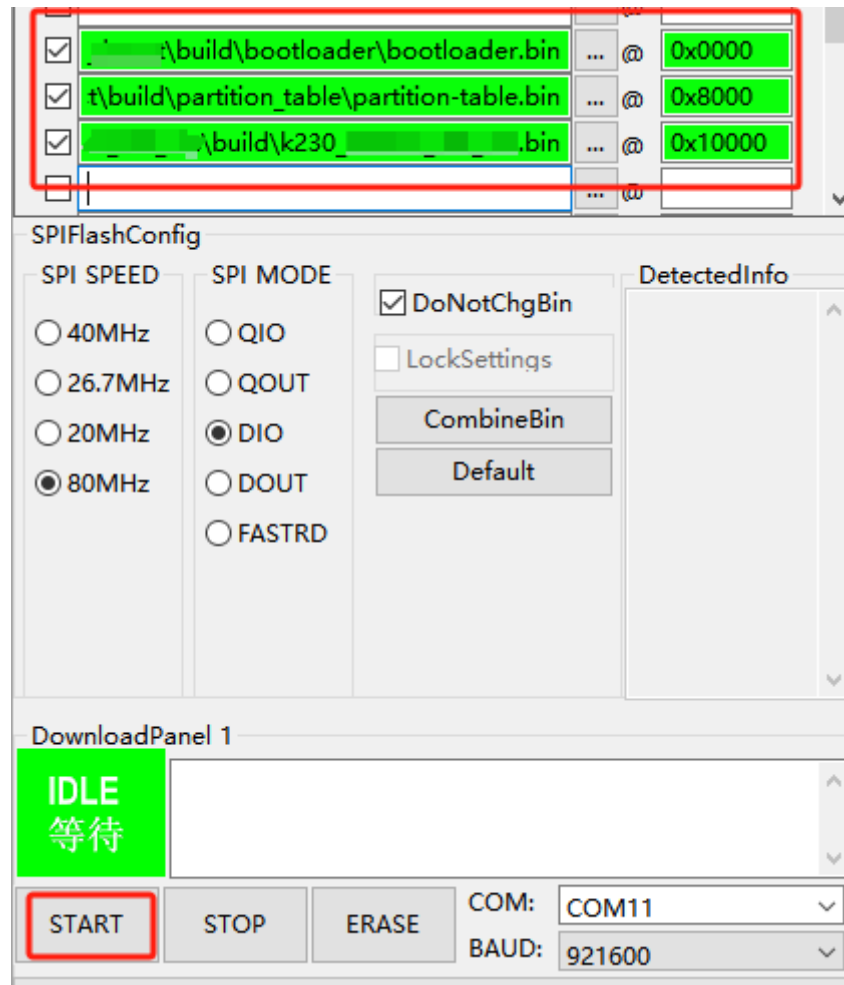 \build\bootloader\bootloader.bin ... @ 0x0000
t\build\partition_table\partition-table.bin ... @ 0x8000
\build\k230_ .bin ... @ 0x10000
... @
SPIFlashConfig
SPI SPEED SPI MODE DetectedInfo
DoNotChgBin
40MHz QIO
LockSettings
26.7MHz QOUT
CombineBin
20MHz DIO
Default
80MHz DOUT
FASTRD
DownloadPanel 1
IDLE
等待
START STOP ERASE COM: COM11
BAUD: 921600